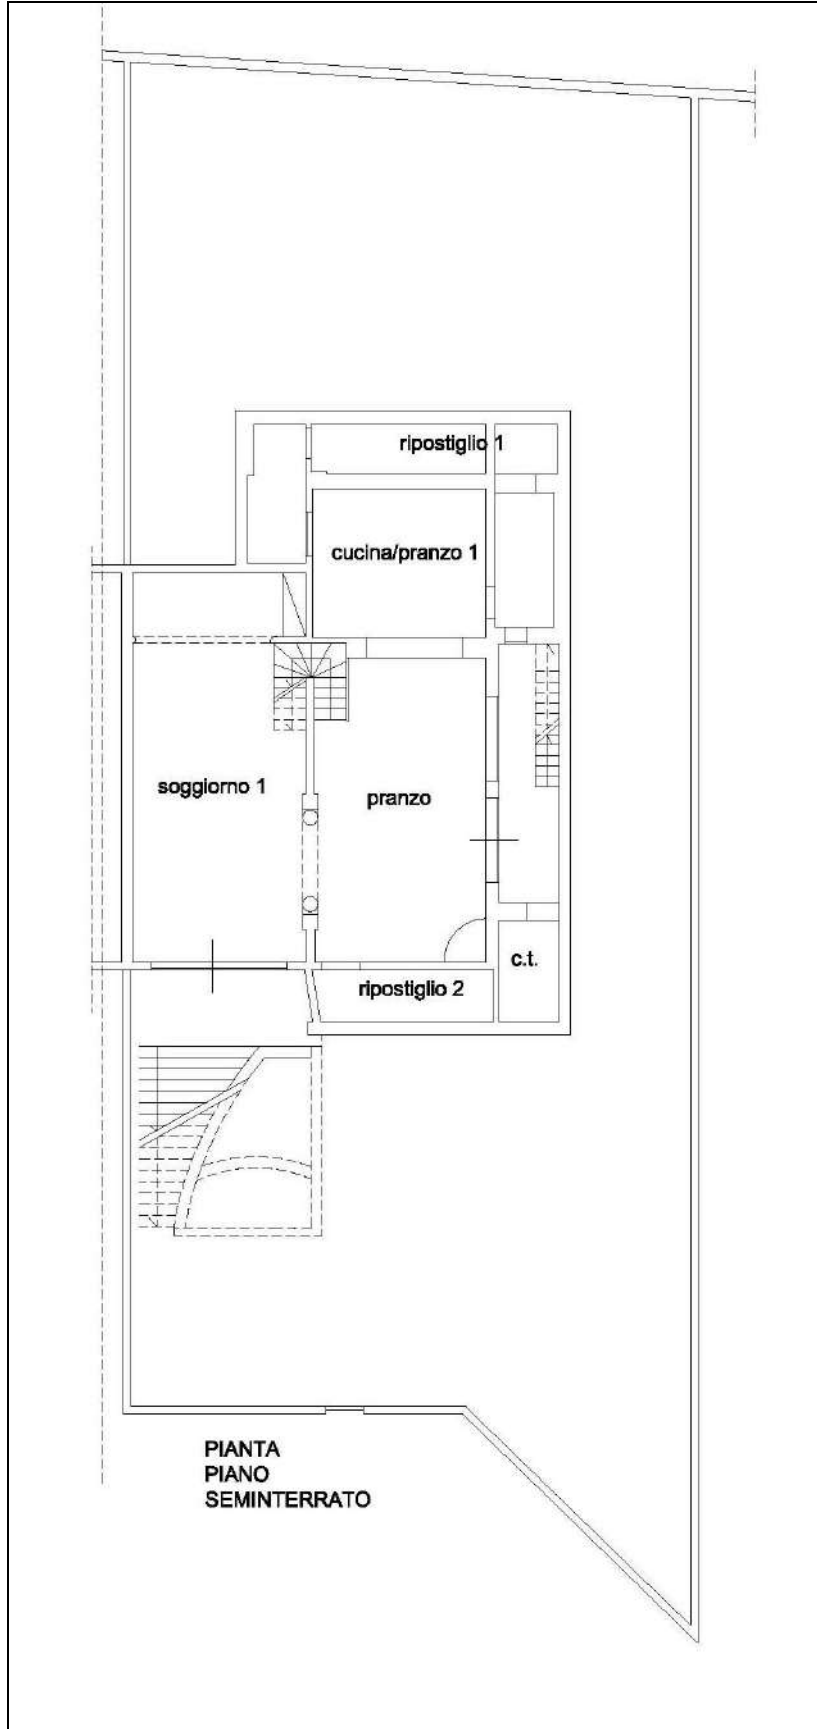 ripostiglio 1
cucina/pranzo 1
soggiorno 1
pranzo
c.t.
ripostiglio 2
PIANTA
PIANO
SEMINTERRATO